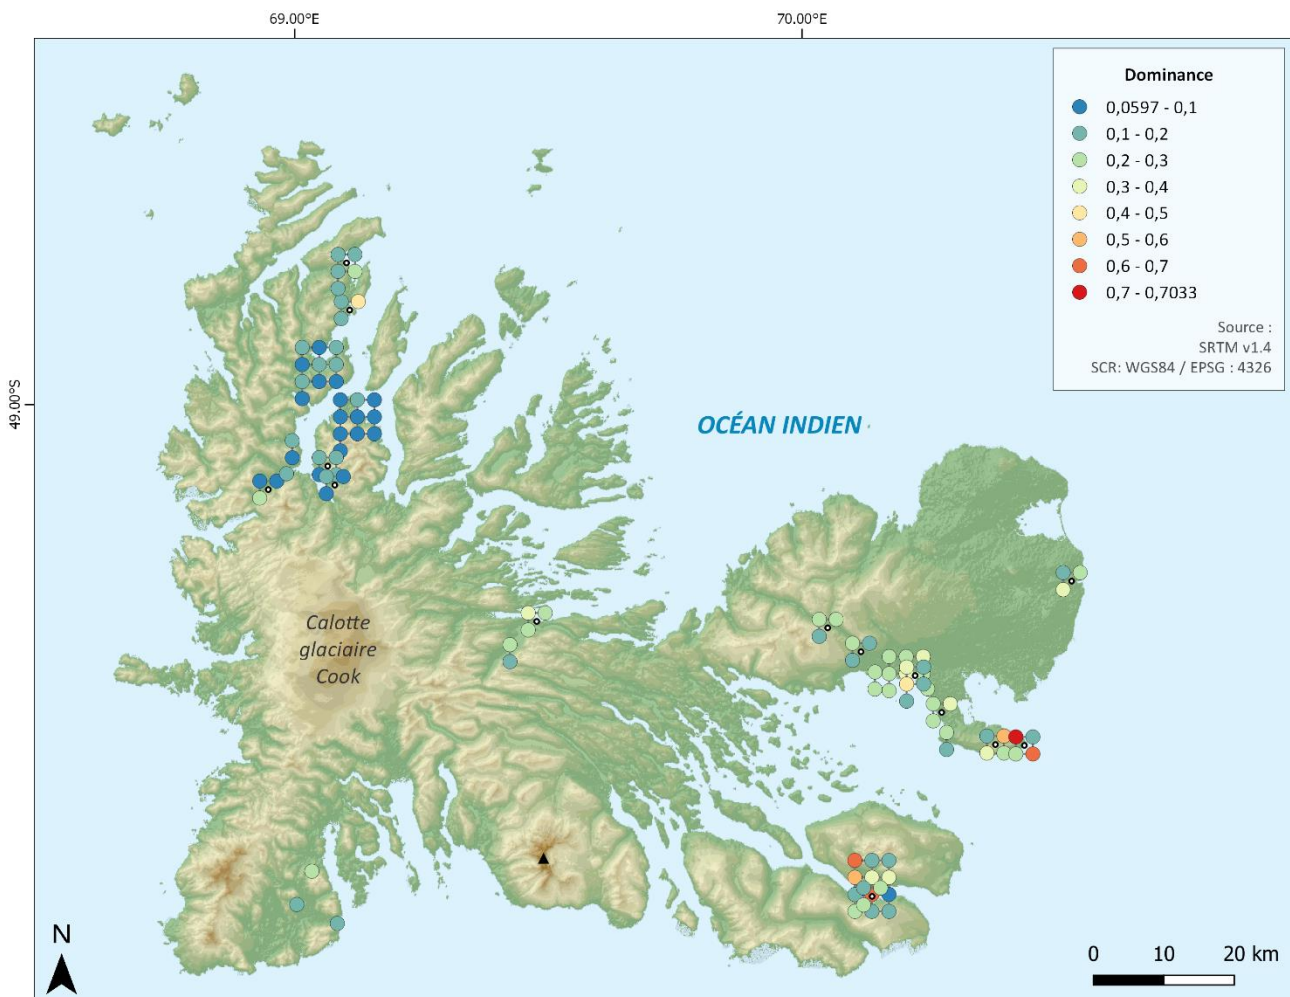 69.00°E
70.00°E
49.00°S
Dominance
0,0597 - 0,1
0,1 - 0,2
0,2 - 0,3
0,3 - 0,4
0,4 - 0,5
0,5 - 0,6
0,6 - 0,7
0,7 - 0,7033
Source :
SRTM v1.4
SCR: WGS84 / EPSG : 4326
OCÉAN INDIEN
Calotte
glaciaire
Cook
N
0 10 20 km